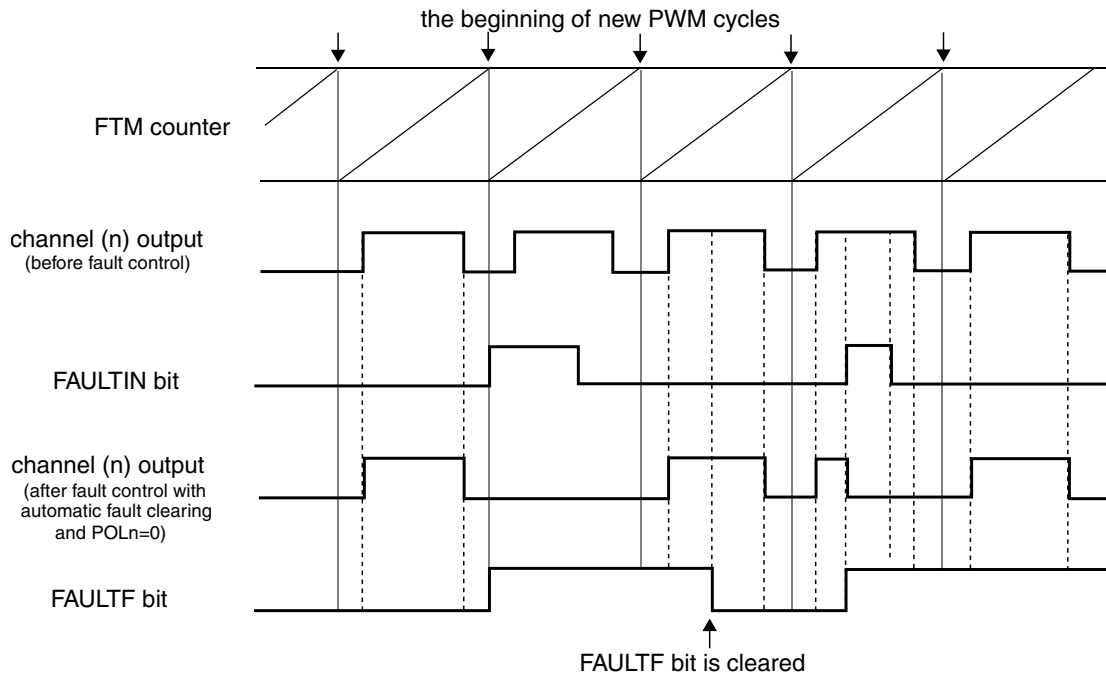 the beginning of new PWM cycles
FTM counter
channel (n) output
(before fault control)
FAULTIN bit
channel (n) output
(after fault control with
automatic fault clearing
and POLn=0)
FAULTF bit
FAULTF bit is cleared